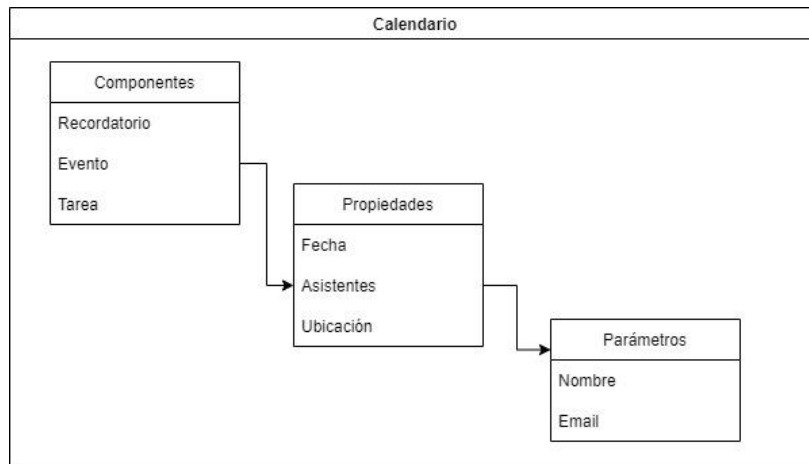 Calendario
Componentes
Recordatorio
Evento
Tarea
Propiedades
Fecha
Asistentes
Ubicación
Parámetros
Nombre
Email